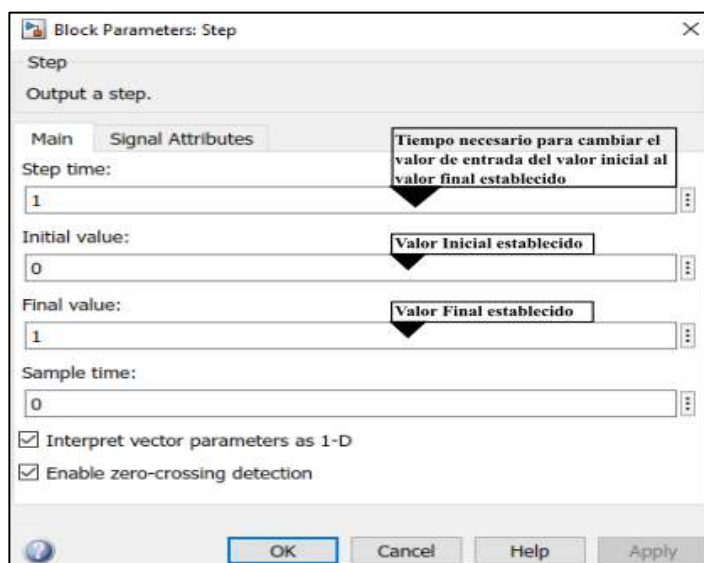 Block Parameters: Step
Step
Output a step.
Main Signal Attributes
Tiempo necesario para cambiar el
valor de entrada del valor inicial al
valor final establecido
Step time:
1
Initial value:
Valor Inicial establecido
0
Final value:
Valor Final establecido
1
Sample time:
0
Interpret vector parameters as 1-D
Enable zero-crossing detection
OK Cancel Help Apply